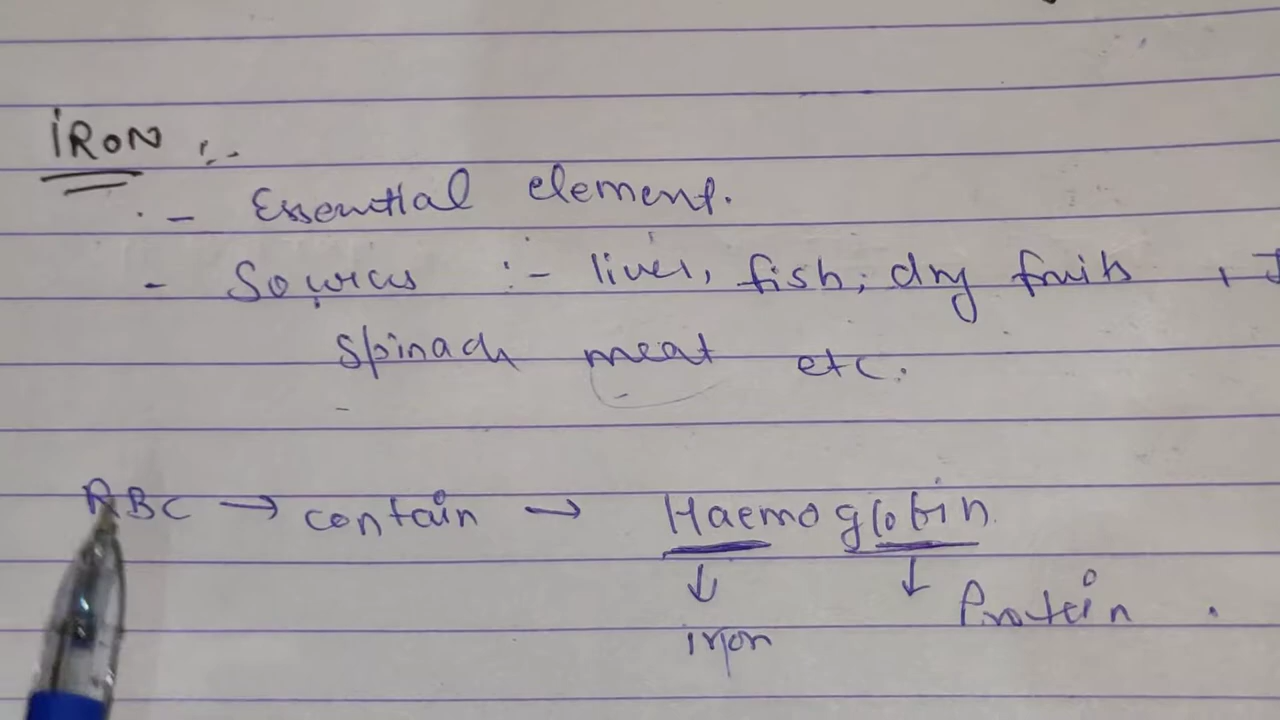 IRON :-
- Essential element.
- Sources :- liver, fish, dry fruits ,
Spinach meat etc.
RBC → contain → Haemoglobin.
↓ ↓
iron Protein .